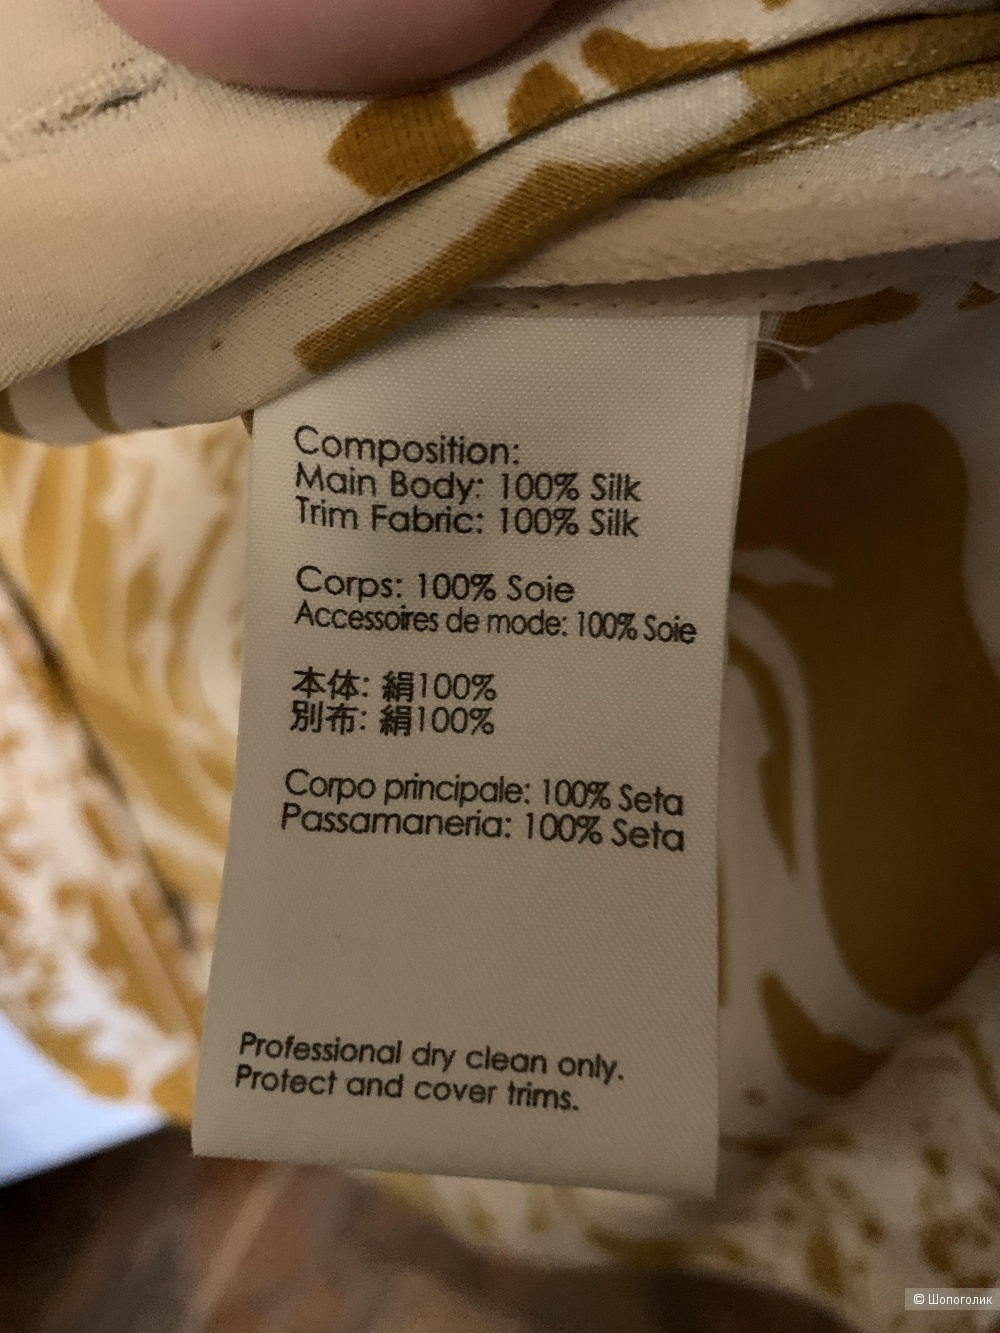 Composition:
Main Body: 100% Silk
Trim Fabric: 100% Silk
Corps: 100% Soie
Accessoires de mode: 100% Soie
本体: 絹100%
別布: 絹100%
Corpo principale: 100% Seta
Passamaneria: 100% Seta
Professional dry clean only.
Protect and cover trims.
© Шопоголик